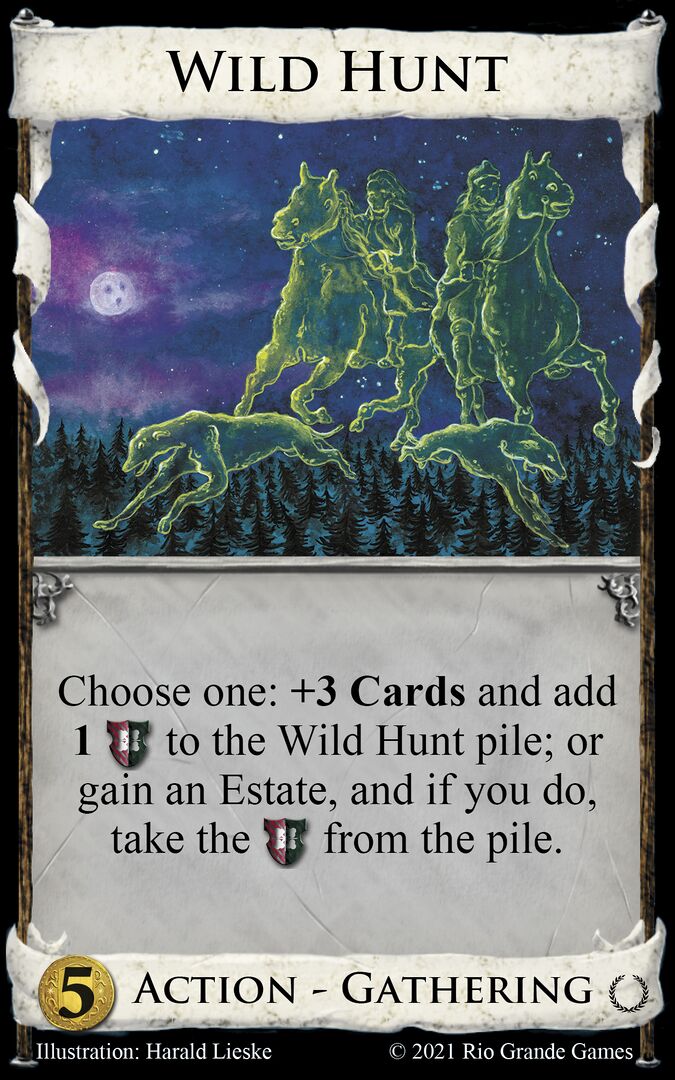 WILD HUNT
Choose one: +3 Cards and add
1 to the Wild Hunt pile; or
gain an Estate, and if you do,
take the from the pile.
5 ACTION - GATHERING
Illustration: Harald Lieske © 2021 Rio Grande Games